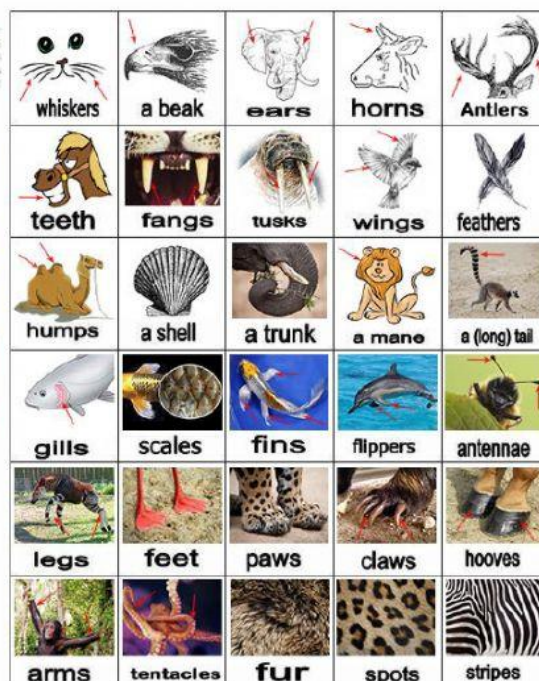 whiskers a beak ears horns Antlers
teeth fangs tusks wings feathers
humps a shell a trunk a mane a (long) tail
gills scales fins flippers antennae
legs feet paws claws hooves
arms tentacles fur spots stripes